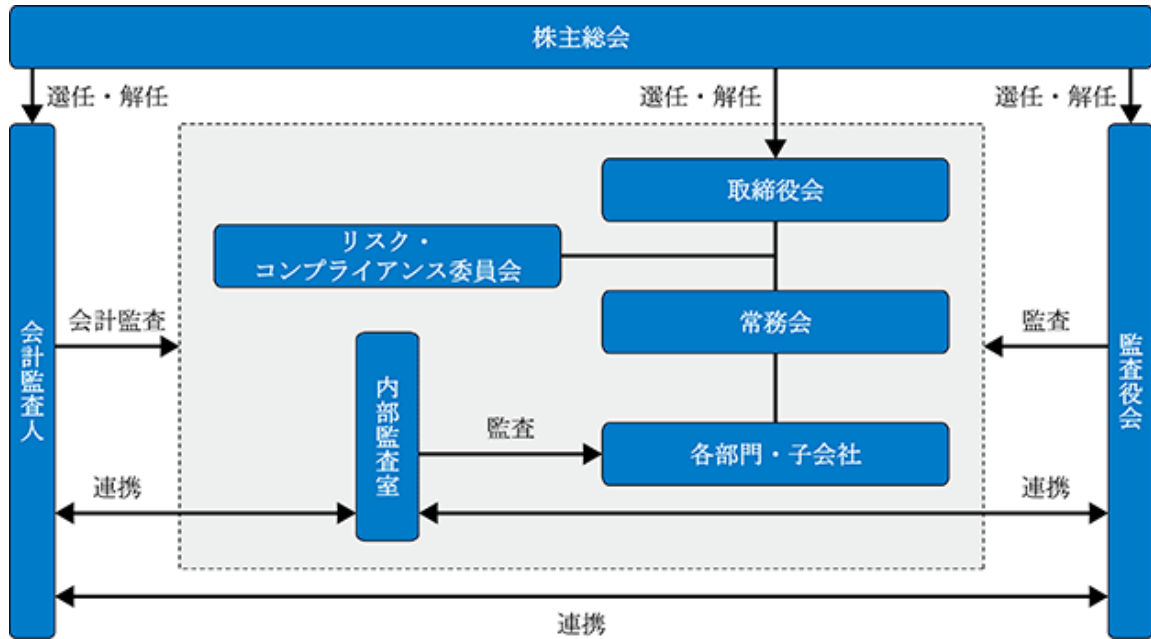 株主総会
選任・解任
選任・解任
選任・解任
取締役会
リスク・
コンプライアンス委員会
常務会
会計監査
監査
会計監査人
内部監査室
監査役会
監査
各部門・子会社
連携
連携
連携